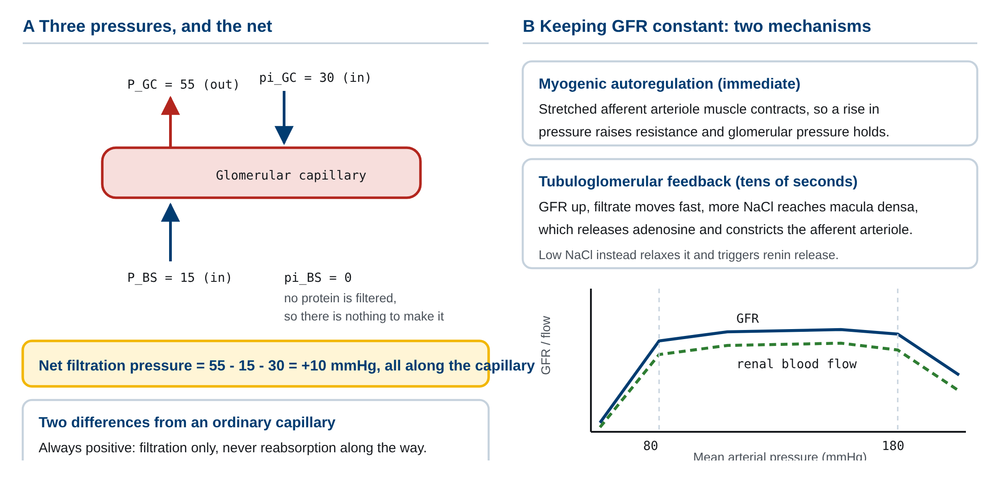 A Three pressures, and the net
P_GC = 55 (out)
pi_GC = 30 (in)
Glomerular capillary
P_BS = 15 (in)
pi_BS = 0
no protein is filtered,
so there is nothing to make it
Net filtration pressure = 55 - 15 - 30 = +10 mmHg, all along the capillary
Two differences from an ordinary capillary
Always positive: filtration only, never reabsorption along the way.
B Keeping GFR constant: two mechanisms
Myogenic autoregulation (immediate)
Stretched afferent arteriole muscle contracts, so a rise in
pressure raises resistance and glomerular pressure holds.
Tubuloglomerular feedback (tens of seconds)
GFR up, filtrate moves fast, more NaCl reaches macula densa,
which releases adenosine and constricts the afferent arteriole.
Low NaCl instead relaxes it and triggers renin release.
GFR / flow
GFR
renal blood flow
80
180
Mean arterial pressure (mmHg)